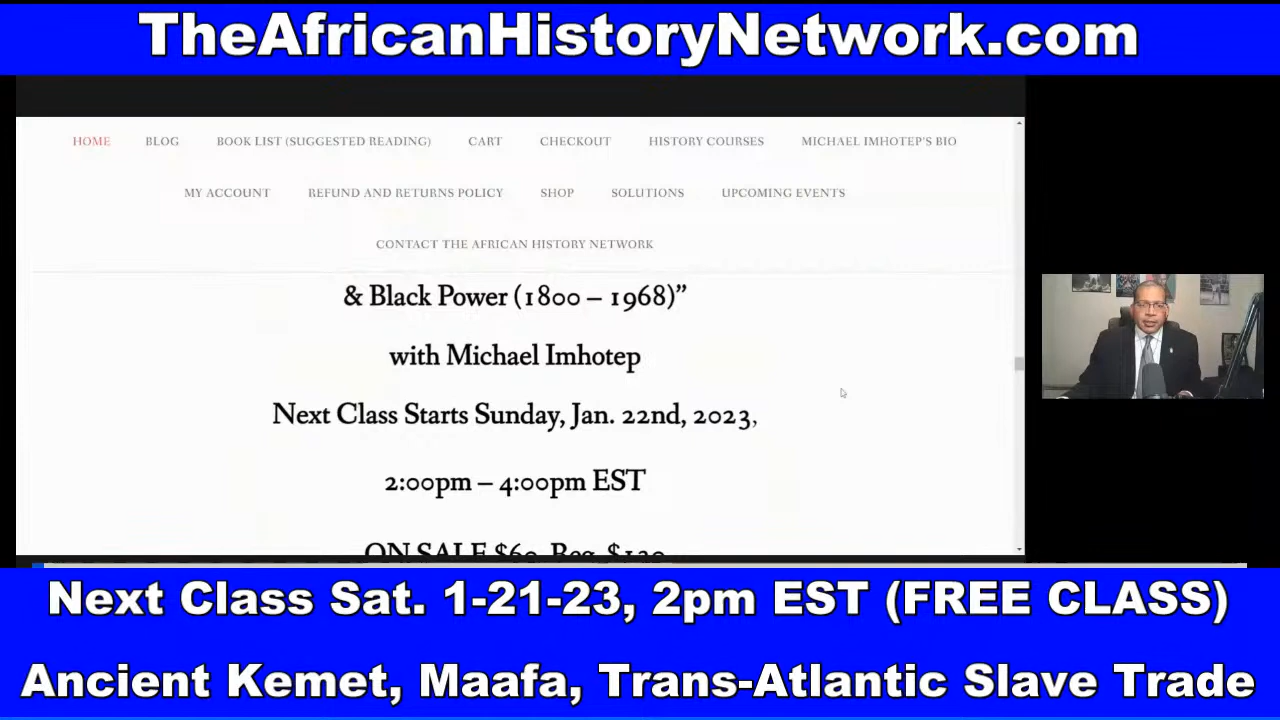 TheAfricanHistoryNetwork.com
HOME BLOG BOOK LIST (SUGGESTED READING) CART CHECKOUT HISTORY COURSES MICHAEL IMHOTEP'S BIO
MY ACCOUNT REFUND AND RETURNS POLICY SHOP SOLUTIONS UPCOMING EVENTS
CONTACT THE AFRICAN HISTORY NETWORK
& Black Power (1800 – 1968)”
with Michael Imhotep
Next Class Starts Sunday, Jan. 22nd, 2023,
2:00pm – 4:00pm EST
ON SALE Reg.
Next Class Sat. 1-21-23, 2pm EST (FREE CLASS)
Ancient Kemet, Maafa, Trans-Atlantic Slave Trade